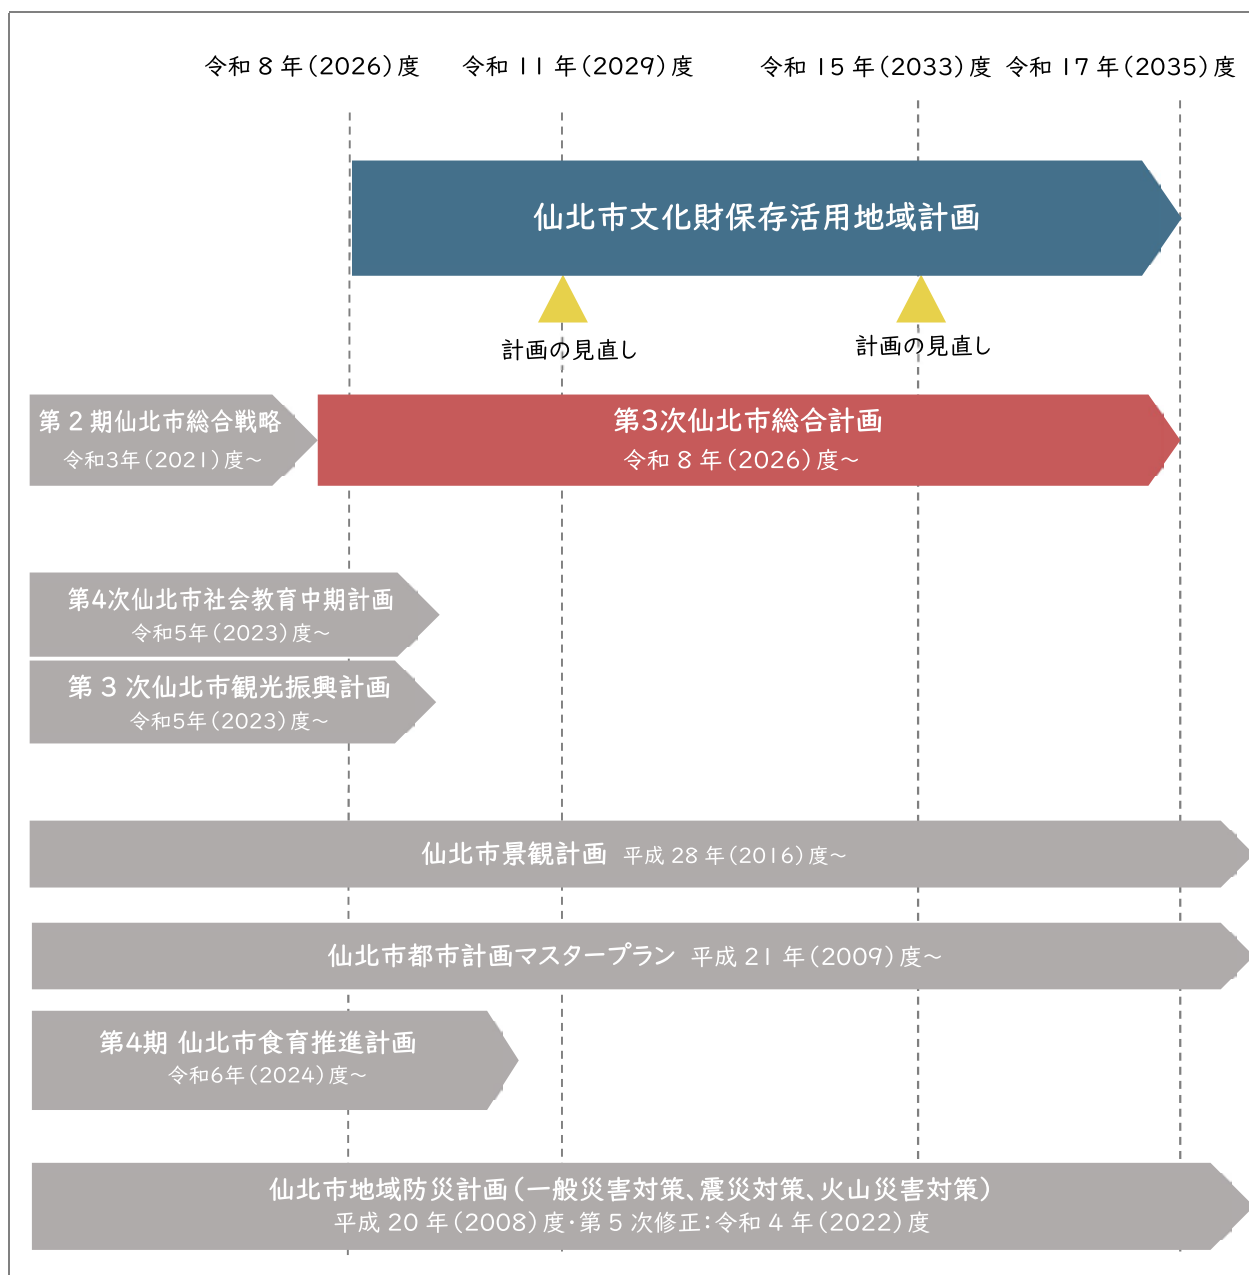 令和 8 年(2026)度
令和 11 年(2029)度
令和 15 年(2033)度
令和 17 年(2035)度
仙北市文化財保存活用地域計画
計画の見直し
計画の見直し
第 2 期仙北市総合戦略
令和3年(2021)度～
第3次仙北市総合計画
令和 8 年(2026)度～
第4次仙北市社会教育中期計画
令和5年(2023)度～
第 3 次仙北市観光振興計画
令和5年(2023)度～
仙北市景観計画 平成 28 年(2016)度～
仙北市都市計画マスタープラン 平成 21 年(2009)度～
第4期 仙北市食育推進計画
令和6年(2024)度～
仙北市地域防災計画(一般災害対策、震災対策、火山災害対策)
平成 20 年(2008)度・第 5 次修正:令和 4 年(2022)度